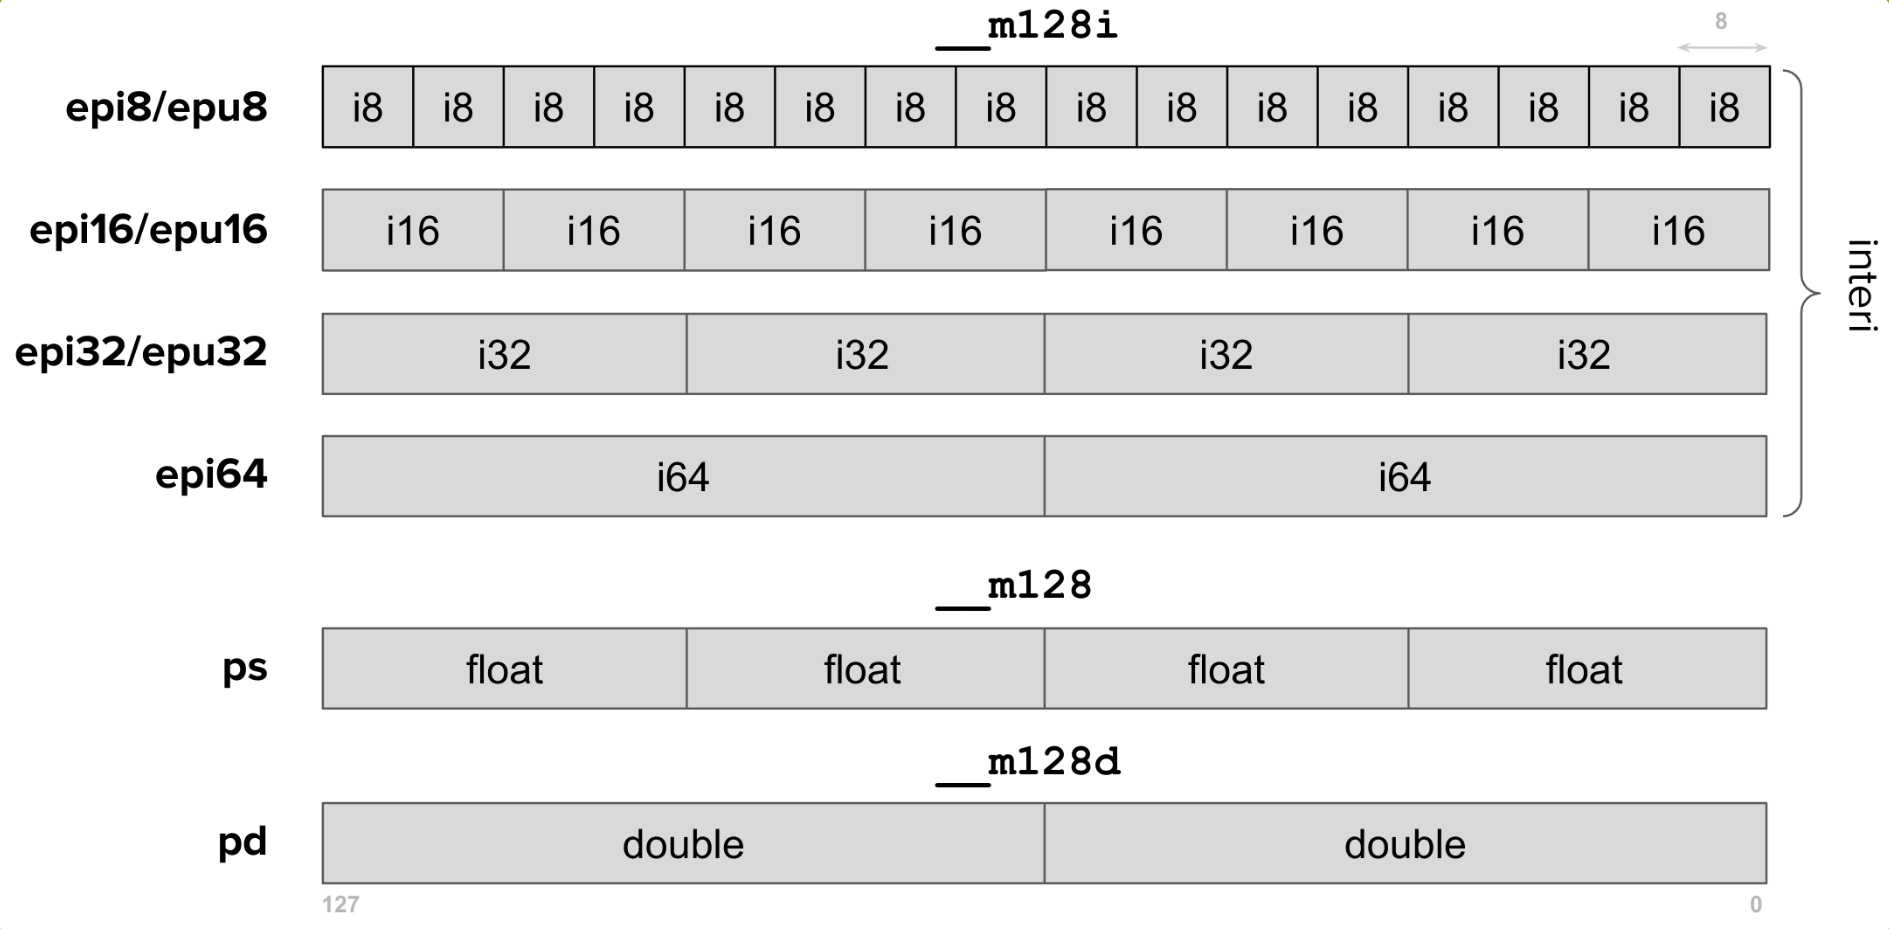 __m128i
8
epi8/epu8 i8 i8 i8 i8 i8 i8 i8 i8 i8 i8 i8 i8 i8 i8 i8 i8
epi16/epu16 i16 i16 i16 i16 i16 i16 i16 i16
epi32/epu32 i32 i32 i32 i32
epi64 i64 i64
interi
__m128
ps float float float float
__m128d
pd double double
127 0